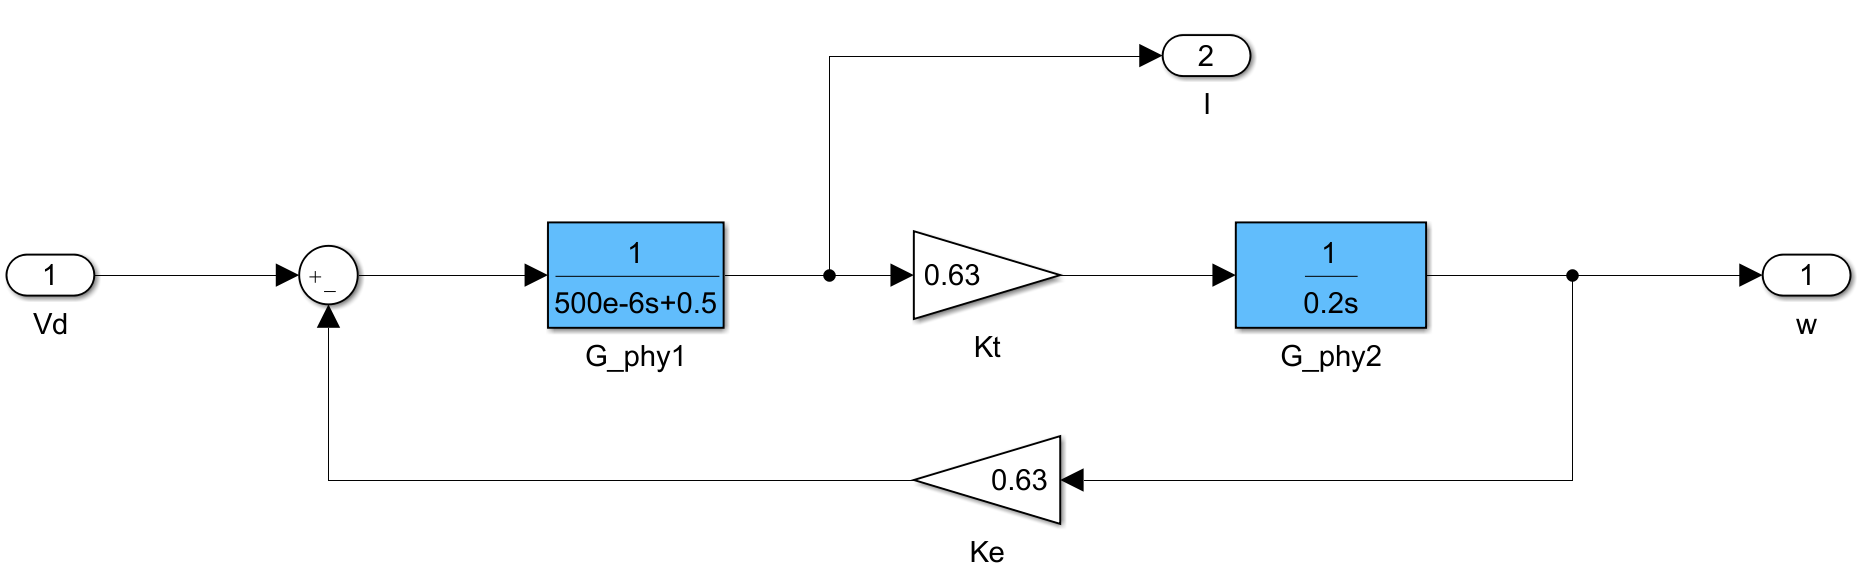 2
I
1
Vd
+
_
1
500e-6s+0.5
G_phy1
0.63
Kt
1
0.2s
G_phy2
1
w
0.63
Ke